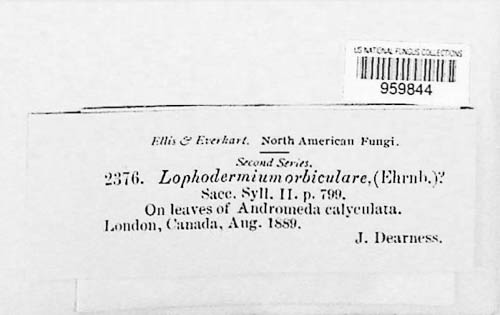 US NATIONAL FUNGUS COLLECTIONS
959844
Ellis & Everhart. North American Fungi.
Second Series.
2376. Lophodermium orbiculare, (Ehrnb.)?
Sacc. Syll. II. p. 799.
On leaves of Andromeda calyculata.
London, Canada, Aug. 1889.
J. Dearness.